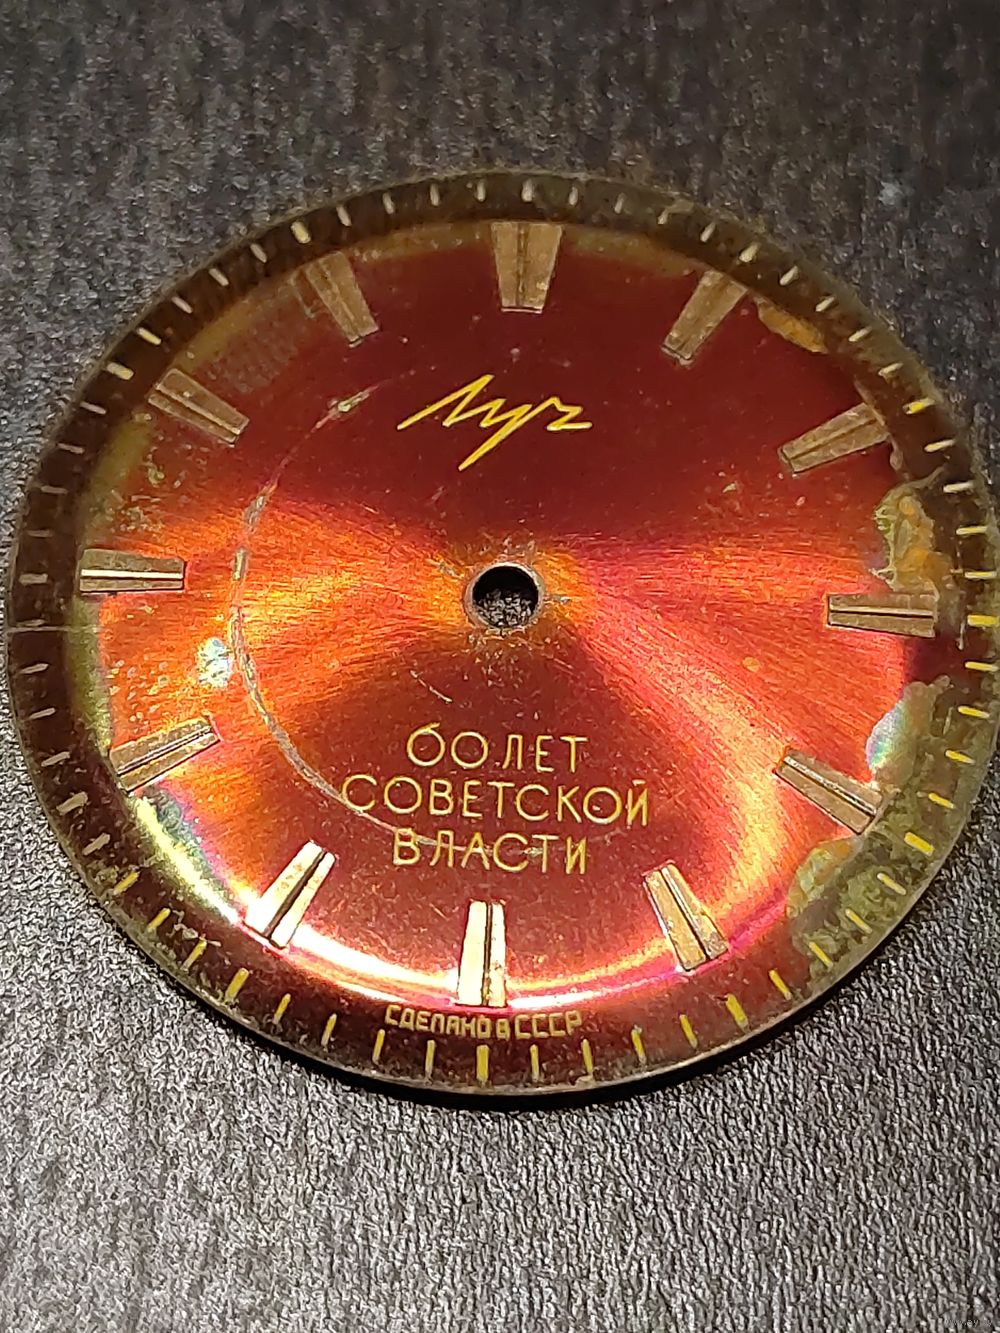 Луч
60 ЛЕТ
СОВЕТСКОЙ
ВЛАСТИ
СДЕЛАНО В СССР